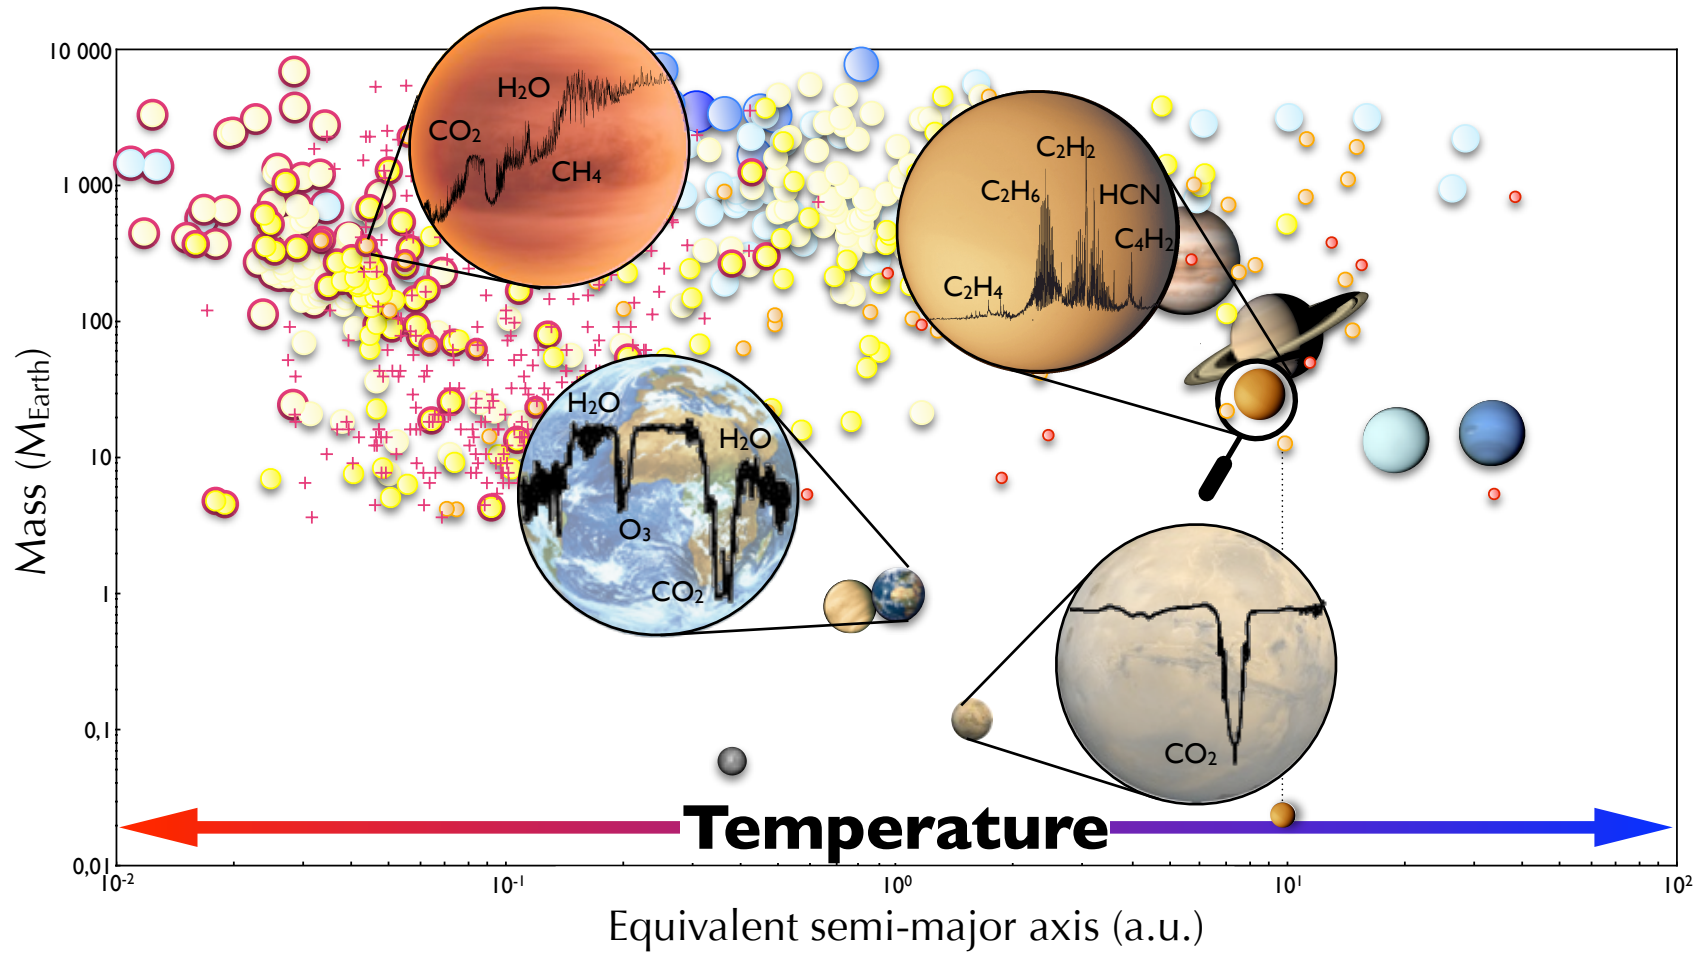 10 000
1 000
100
10
1
0,1
0,01
Mass (M_Earth)
H₂O
CO₂
CH₄
C₂H₂
C₂H₆
HCN
C₄H₂
C₂H₄
H₂O
H₂O
O₃
CO₂
CO₂
Temperature
10⁻² 10⁻¹ 10⁰ 10¹ 10²
Equivalent semi-major axis (a.u.)